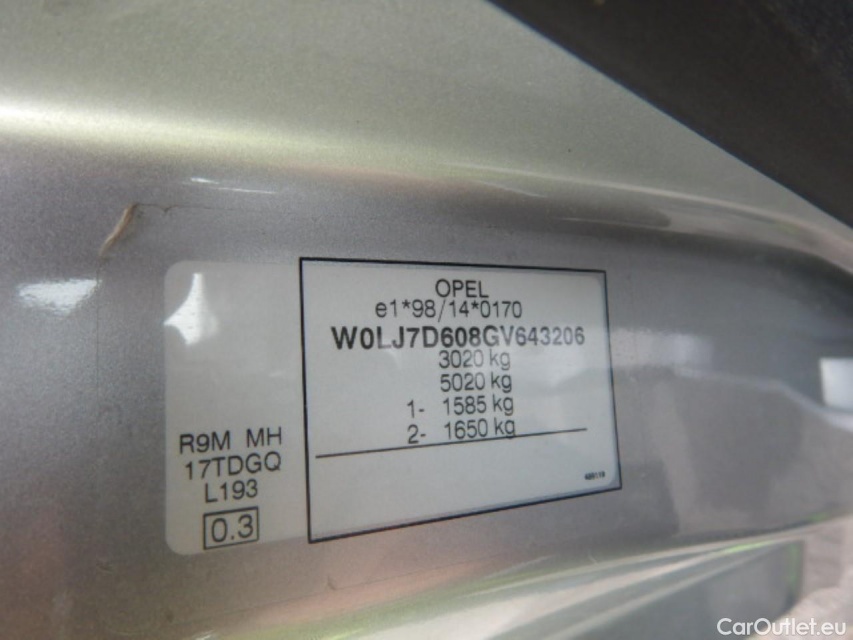 OPEL
e1*98/14*0170
W0LJ7D608GV643206
3020 kg
5020 kg
1- 1585 kg
2- 1650 kg
R9M MH
17TDGQ
L193
0.3
CarOutlet.eu